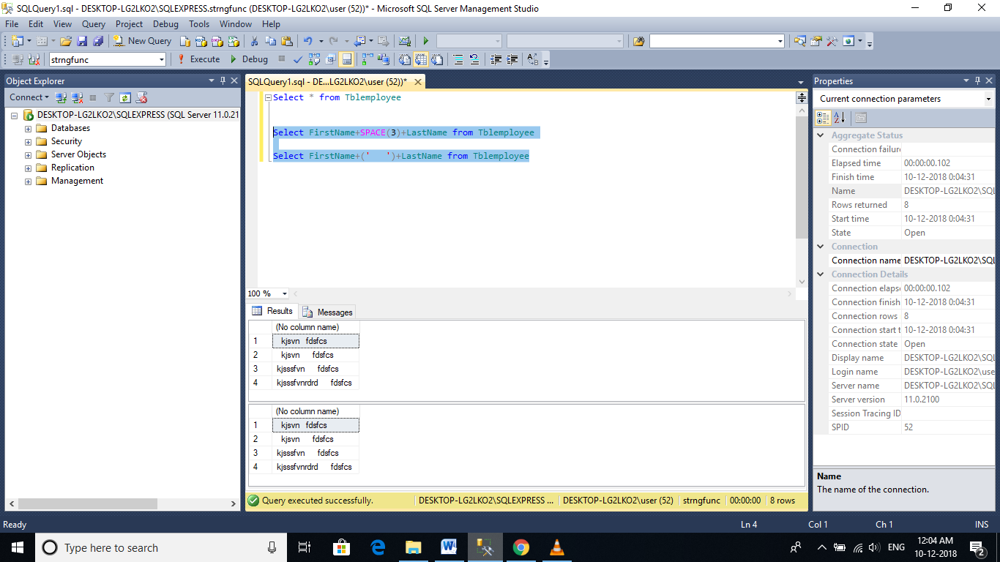 SQLQuery1.sql - DESKTOP-LG2LKO2\SQLEXPRESS.strngfunc (DESKTOP-LG2LKO2\user (52))* - Microsoft SQL Server Management Studio
File Edit View Query Project Debug Tools Window Help
New Query
strngfunc Execute Debug
Object Explorer
Connect
DESKTOP-LG2LKO2\SQLEXPRESS (SQL Server 11.0.21
Databases
Security
Server Objects
Replication
Management
SQLQuery1.sql - DE...LG2LKO2\user (52))*
Select * from Tblemployee
Select FirstName+SPACE(3)+LastName from Tblemployee
Select FirstName+('   ')+LastName from Tblemployee
100 %
Results Messages
(No column name)
1 kjsvn   fdsfcs
2 kjsvn      fdsfcs
3 kjsssfvn      fdsfcs
4 kjsssfvnrdrd      fdsfcs
(No column name)
1 kjsvn   fdsfcs
2 kjsvn      fdsfcs
3 kjsssfvn      fdsfcs
4 kjsssfvnrdrd      fdsfcs
Query executed successfully. DESKTOP-LG2LKO2\SQLEXPRESS ... DESKTOP-LG2LKO2\user (52) strngfunc 00:00:00 8 rows
Properties
Current connection parameters
Aggregate Status
Connection failure
Elapsed time 00:00:00.102
Finish time 10-12-2018 0:04:31
Name DESKTOP-LG2LKO2\SQL
Rows returned 8
Start time 10-12-2018 0:04:31
State Open
Connection
Connection name DESKTOP-LG2LKO2\SQL
Connection Details
Connection elaps 00:00:00.102
Connection finish 10-12-2018 0:04:31
Connection rows 8
Connection start t 10-12-2018 0:04:31
Connection state Open
Display name DESKTOP-LG2LKO2\SQL
Login name DESKTOP-LG2LKO2\use
Server name DESKTOP-LG2LKO2\SQL
Server version 11.0.2100
Session Tracing ID
SPID 52
Name
The name of the connection.
Ready Ln 4 Col 1 Ch 1 INS
Type here to search
ENG
12:04 AM
10-12-2018
2